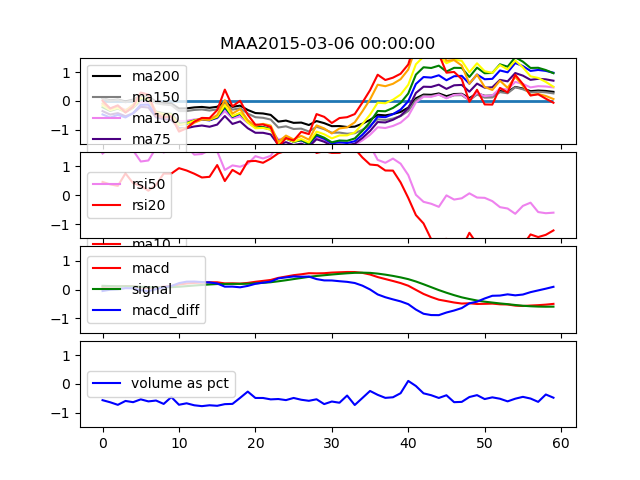 MAA2015-03-06 00:00:00
1
0
−1
ma200
ma150
ma100
ma75
1
0
−1
rsi50
rsi20
ma10
1
0
−1
macd
signal
macd_diff
1
0
−1
volume as pct
0 10 20 30 40 50 60